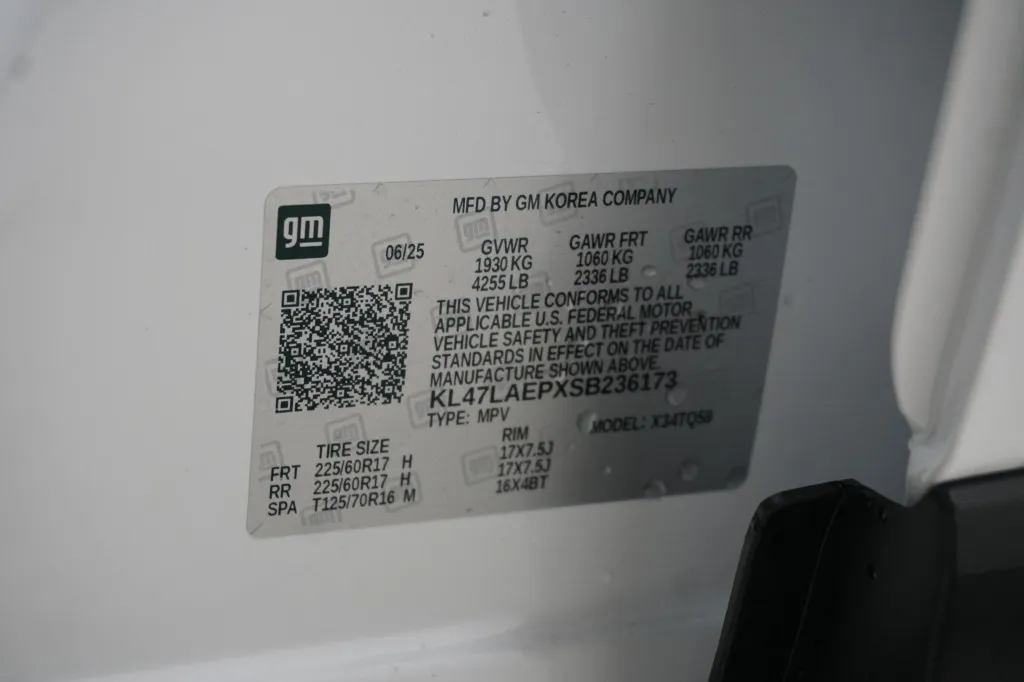 gm
MFD BY GM KOREA COMPANY
06/25
GVWR GAWR FRT GAWR RR
1930 KG 1060 KG 1060 KG
4255 LB 2336 LB 2336 LB
THIS VEHICLE CONFORMS TO ALL
APPLICABLE U.S. FEDERAL MOTOR
VEHICLE SAFETY AND THEFT PREVENTION
STANDARDS IN EFFECT ON THE DATE OF
MANUFACTURE SHOWN ABOVE.
KL47LAEPXSB236173
TYPE: MPV MODEL: X34TQ58
TIRE SIZE RIM
FRT 225/60R17 H 17X7.5J
RR 225/60R17 H 17X7.5J
SPA T125/70R16 M 16X4BT